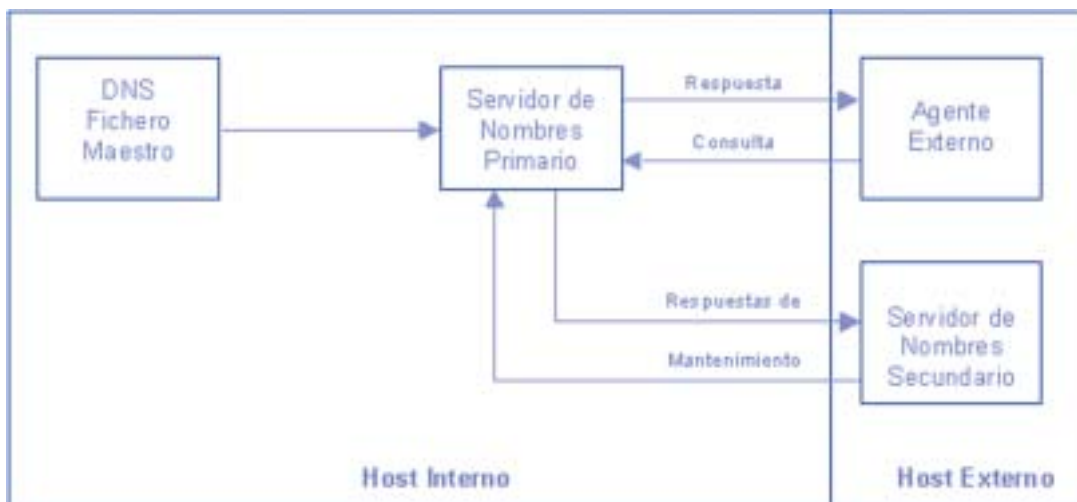 DNS
Fichero
Maestro
Servidor de
Nombres
Primario
Respuesta
Consulta
Agente
Externo
Respuestas de
Mantenimiento
Servidor de
Nombres
Secundario
Host Interno
Host Externo